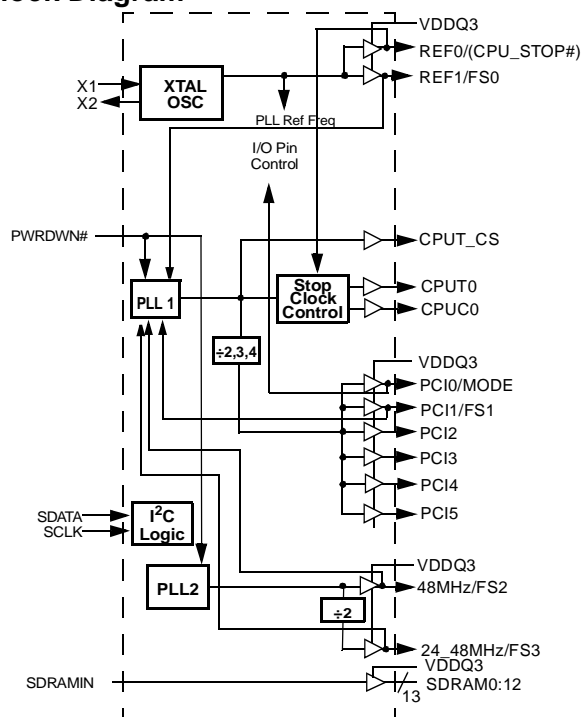 VDDQ3
REF0/(CPU_STOP#)
REF1/FS0
X1
X2
XTAL
OSC
PLL Ref Freq
I/O Pin
Control
PWRDWN#
CPUT_CS
PLL 1
Stop
Clock
Control
CPUT0
CPUC0
÷2,3,4
VDDQ3
PCI0/MODE
PCI1/FS1
PCI2
PCI3
PCI4
PCI5
SDATA
SCLK
I²C
Logic
PLL2
VDDQ3
48MHz/FS2
÷2
24_48MHz/FS3
VDDQ3
SDRAMIN
SDRAM0:12
13